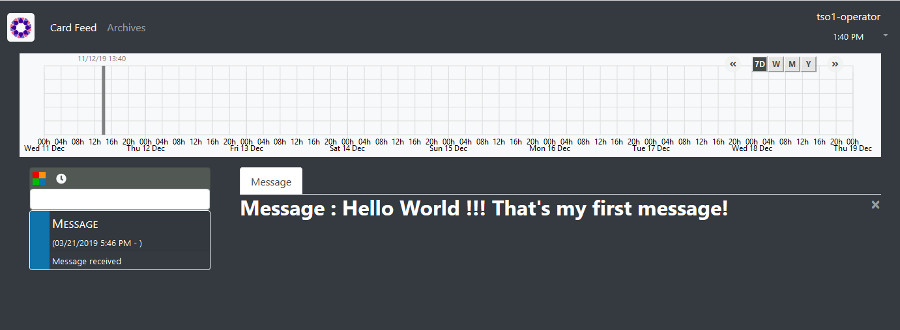 Card Feed Archives
tso1-operator
1:40 PM
11/12/19 13:40
« 7D W M Y »
00h 04h 08h 12h 16h 20h 00h 04h 08h 12h 16h 20h 00h 04h 08h 12h 16h 20h 00h 04h 08h 12h 16h 20h 00h 04h 08h 12h 16h 20h 00h 04h 08h 12h 16h 20h 00h 04h 08h 12h 16h 20h 00h 04h 08h 12h 16h 20h 00h
Wed 11 Dec Thu 12 Dec Fri 13 Dec Sat 14 Dec Sun 15 Dec Mon 16 Dec Tue 17 Dec Wed 18 Dec Thu 19 Dec
Message
Message : Hello World !!! That's my first message! ×
Message
(03/21/2019 5:46 PM - )
Message received